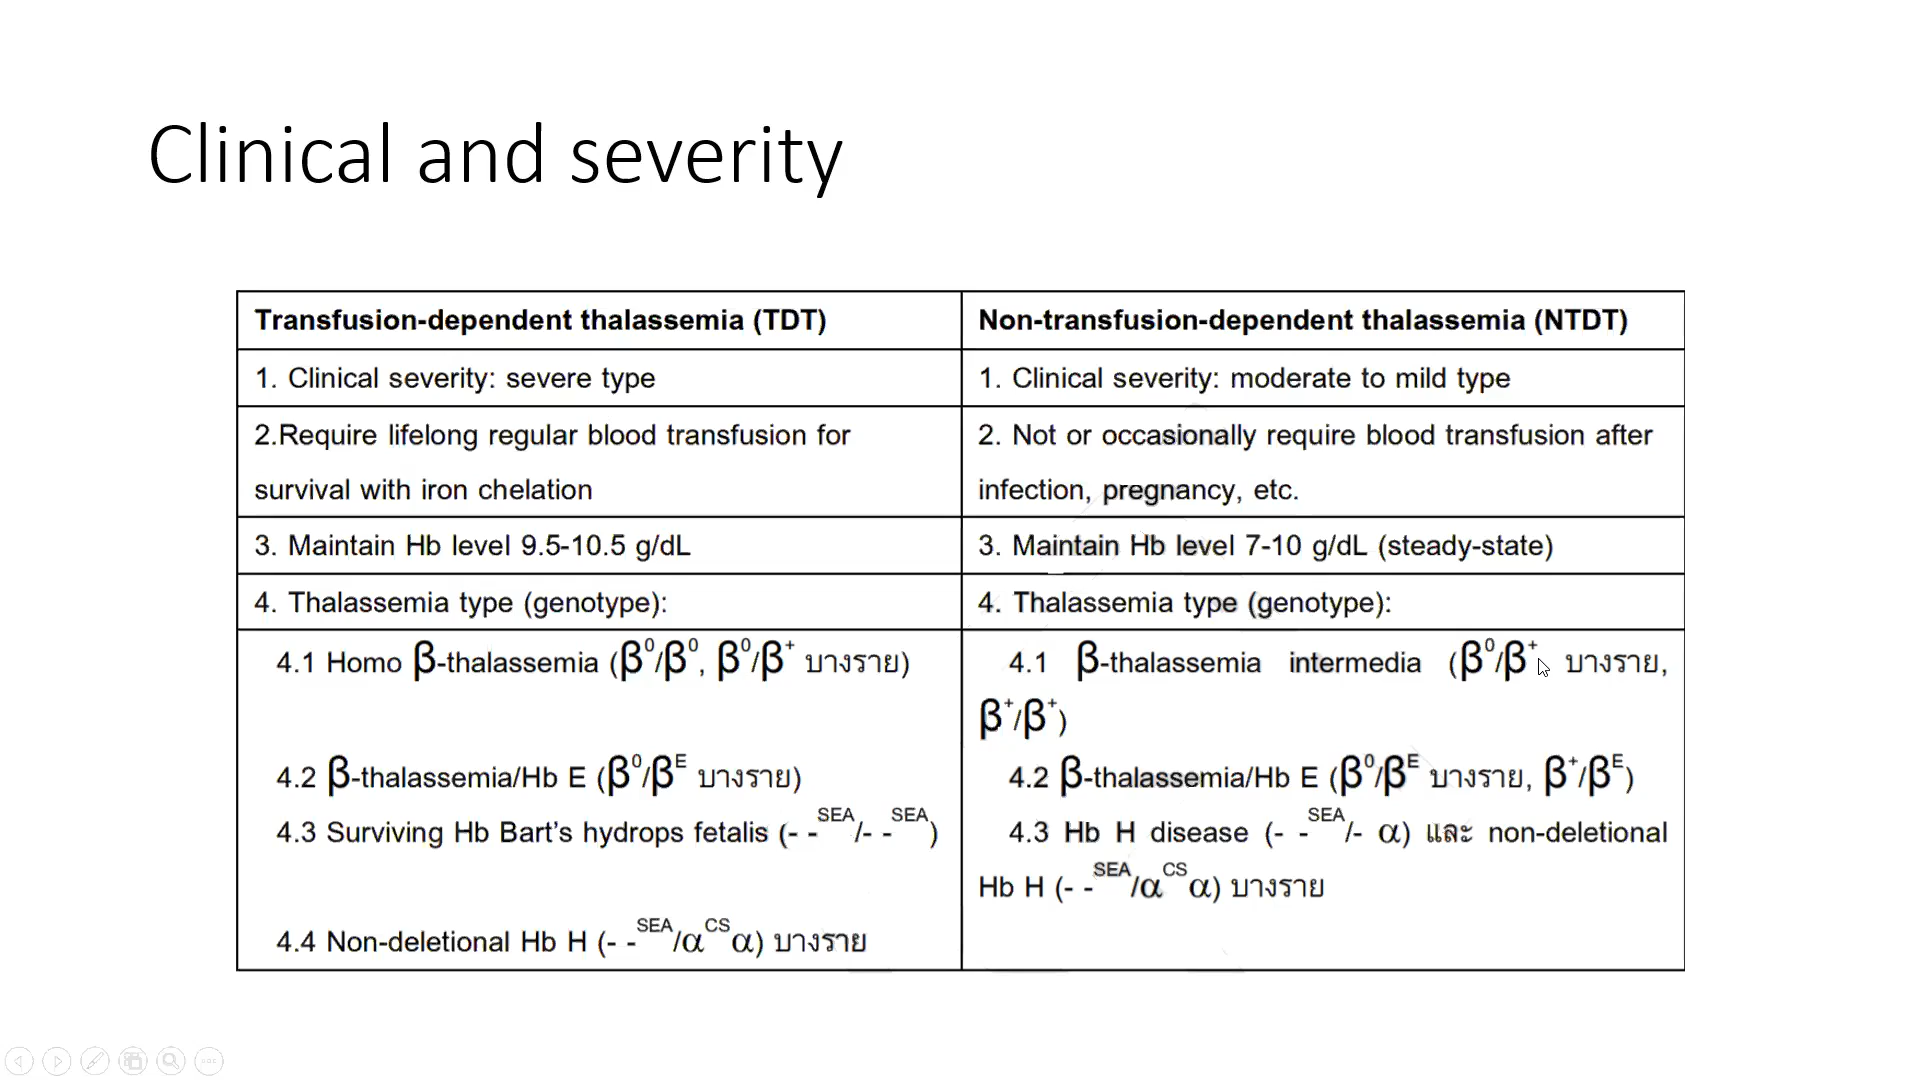 Clinical and severity
Transfusion-dependent thalassemia (TDT)
Non-transfusion-dependent thalassemia (NTDT)
1. Clinical severity: severe type
1. Clinical severity: moderate to mild type
2.Require lifelong regular blood transfusion for
survival with iron chelation
2. Not or occasionally require blood transfusion after
infection, pregnancy, etc.
3. Maintain Hb level 9.5-10.5 g/dL
3. Maintain Hb level 7-10 g/dL (steady-state)
4. Thalassemia type (genotype):
4. Thalassemia type (genotype):
4.1 Homo β-thalassemia (β⁰/β⁰, β⁰/β⁺ บางราย)
4.2 β-thalassemia/Hb E (β⁰/βᴱ บางราย)
4.3 Surviving Hb Bart’s hydrops fetalis (- -SEA/- -SEA)
4.4 Non-deletional Hb H (- -SEA/αCSα) บางราย
4.1 β-thalassemia intermedia (β⁰/β⁺ บางราย,
β⁺/β⁺)
4.2 β-thalassemia/Hb E (β⁰/βᴱ บางราย, β⁺/βᴱ)
4.3 Hb H disease (- -SEA/- α) และ non-deletional
Hb H (- -SEA/αCSα) บางราย